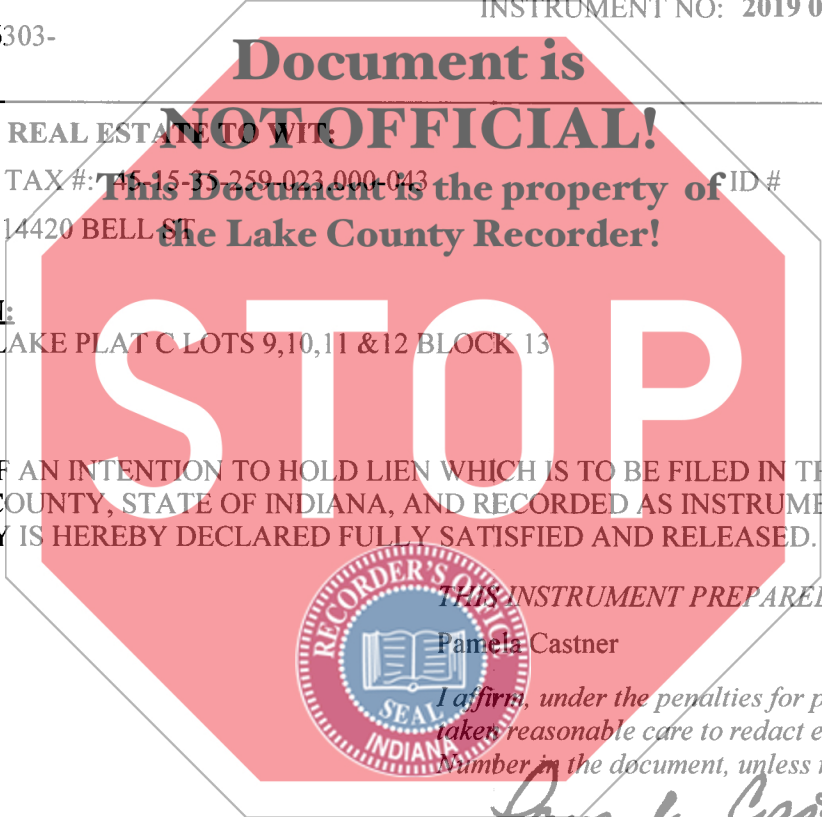 INSTRUMENT NO: 2019 0
303-
Document is
NOT OFFICIAL!
REAL ESTATE TO WIT:
This Document is the property of
TAX #: 45-15-35-259-023.000-043 ID #
the Lake County Recorder!
14420 BELL ST
:
LAKE PLAT C LOTS 9,10,11 &12 BLOCK 13
STOP
F AN INTENTION TO HOLD LIEN WHICH IS TO BE FILED IN TH
COUNTY, STATE OF INDIANA, AND RECORDED AS INSTRUME
Y IS HEREBY DECLARED FULLY SATISFIED AND RELEASED.
RECORDER'S OFFICE
SEAL
INDIANA
THIS INSTRUMENT PREPARED
Pamela Castner
I affirm, under the penalties for p
taken reasonable care to redact e
Number in the document, unless r